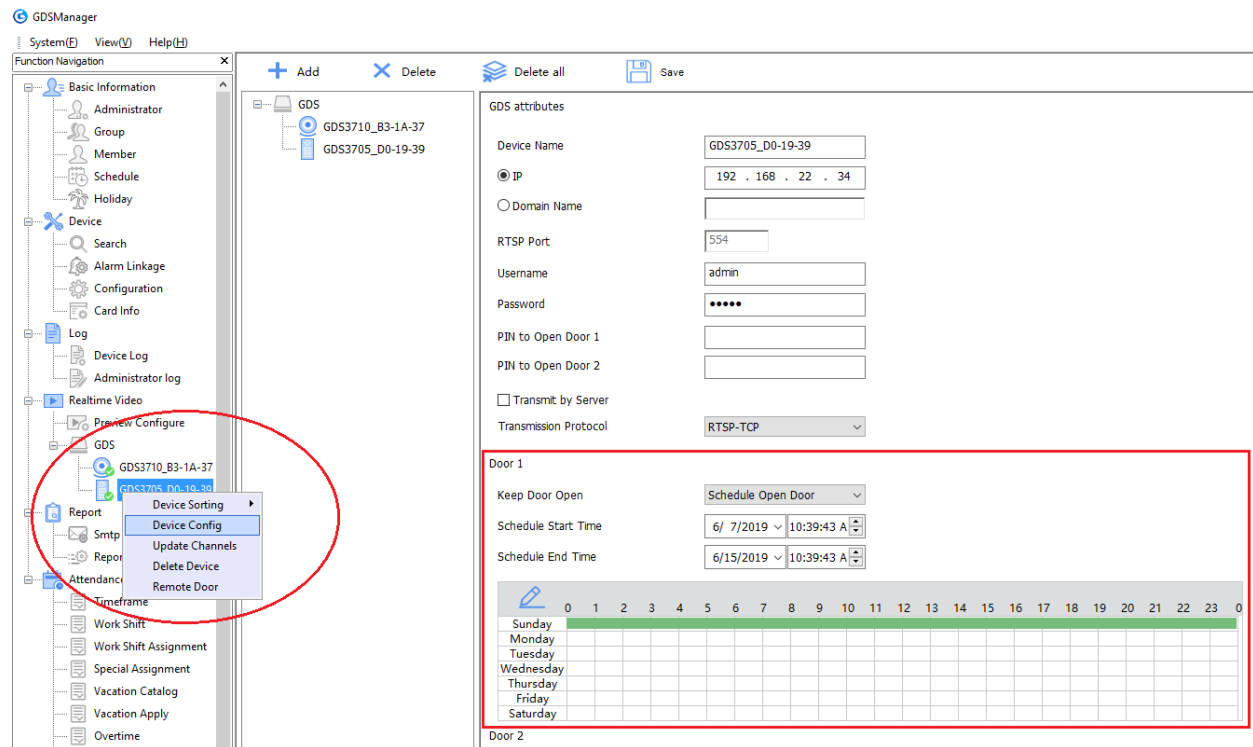 GDSManager
System(F) View(V) Help(H)
Function Navigation
Basic Information
Administrator
Group
Member
Schedule
Holiday
Device
Search
Alarm Linkage
Configuration
Card Info
Log
Device Log
Administrator log
Realtime Video
Preview Configure
GDS
GDS3710_B3-1A-37
GDS3705_D0-19-39
Report
Smtp
Repor
Attendanc
Timeframe
Work Shift
Work Shift Assignment
Special Assignment
Vacation Catalog
Vacation Apply
Overtime
Device Sorting
Device Config
Update Channels
Delete Device
Remote Door
Add Delete Delete all Save
GDS
GDS3710_B3-1A-37
GDS3705_D0-19-39
GDS attributes
Device Name GDS3705_D0-19-39
IP 192 . 168 . 22 . 34
Domain Name
RTSP Port 554
Username admin
Password •••••
PIN to Open Door 1
PIN to Open Door 2
Transmit by Server
Transmission Protocol RTSP-TCP
Door 1
Keep Door Open Schedule Open Door
Schedule Start Time 6/ 7/2019 10:39:43 A
Schedule End Time 6/15/2019 10:39:43 A
0 1 2 3 4 5 6 7 8 9 10 11 12 13 14 15 16 17 18 19 20 21 22 23 0
Sunday
Monday
Tuesday
Wednesday
Thursday
Friday
Saturday
Door 2